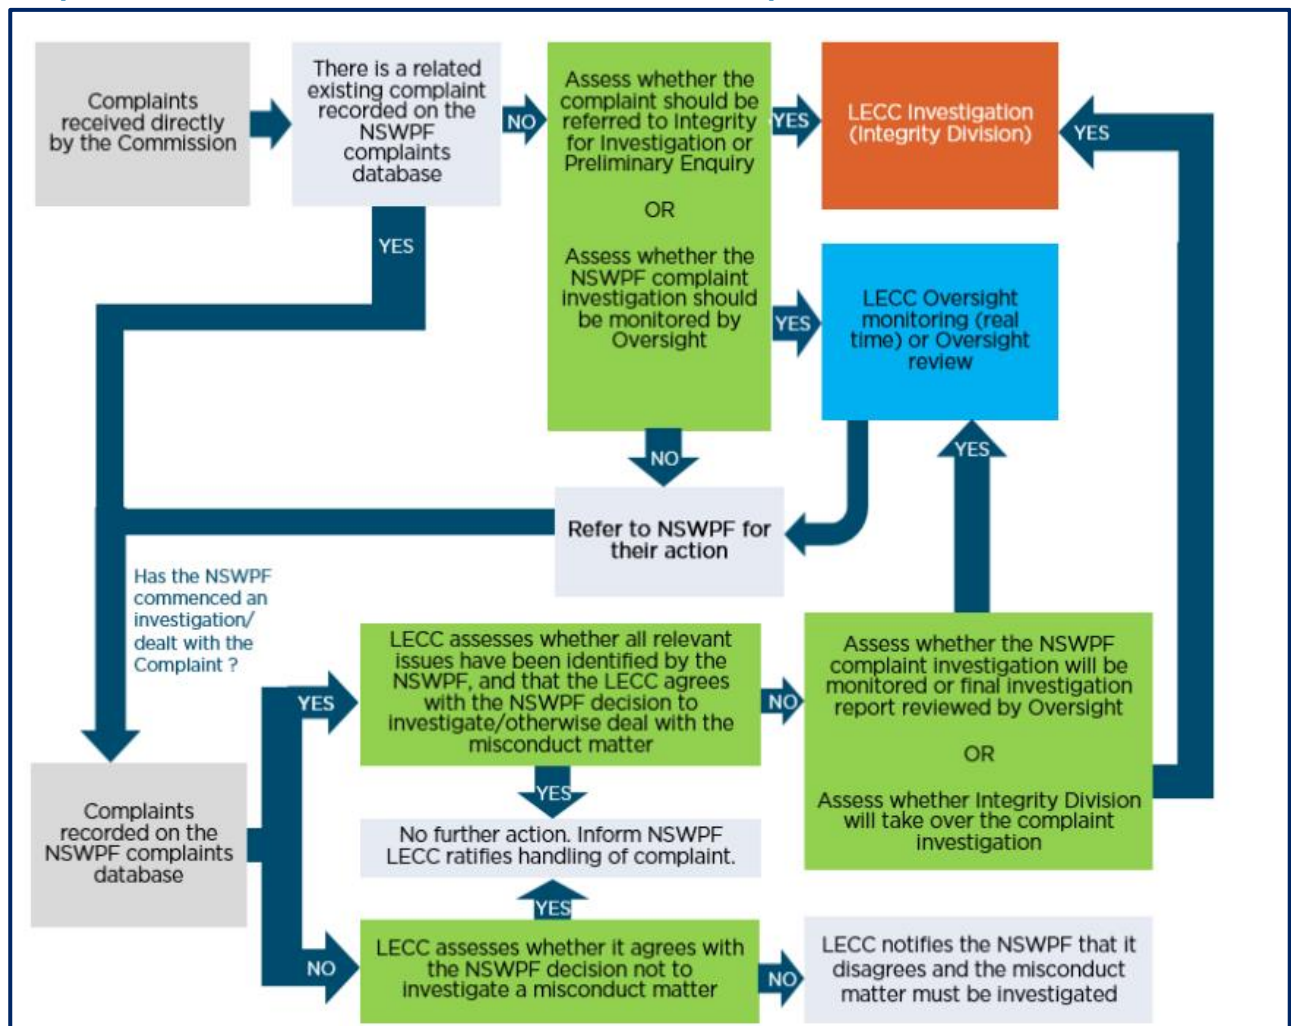 Complaints
received directly
by the Commission
There is a related
existing complaint
recorded on the
NSWPF
complaints
database
NO
Assess whether the
complaint should be
referred to Integrity
for Investigation or
Preliminary Enquiry
OR
Assess whether the
NSWPF complaint
investigation should
be monitored by
Oversight
YES
LECC Investigation
(Integrity Division)
YES
YES
YES
LECC Oversight
monitoring (real
time) or Oversight
review
NO
YES
Refer to NSWPF for
their action
Has the NSWPF
commenced an
investigation/
dealt with the
Complaint ?
LECC assesses whether all relevant
issues have been identified by the
NSWPF, and that the LECC agrees
with the NSWPF decision to
investigate/otherwise deal with the
misconduct matter
YES
NO
Assess whether the NSWPF
complaint investigation will be
monitored or final investigation
report reviewed by Oversight
OR
Assess whether Integrity Division
will take over the complaint
investigation
Complaints
recorded on the
NSWPF complaints
database
YES
No further action. Inform NSWPF
LECC ratifies handling of complaint.
YES
NO
LECC assesses whether it agrees with
the NSWPF decision not to
investigate a misconduct matter
NO
LECC notifies the NSWPF that it
disagrees and the misconduct
matter must be investigated